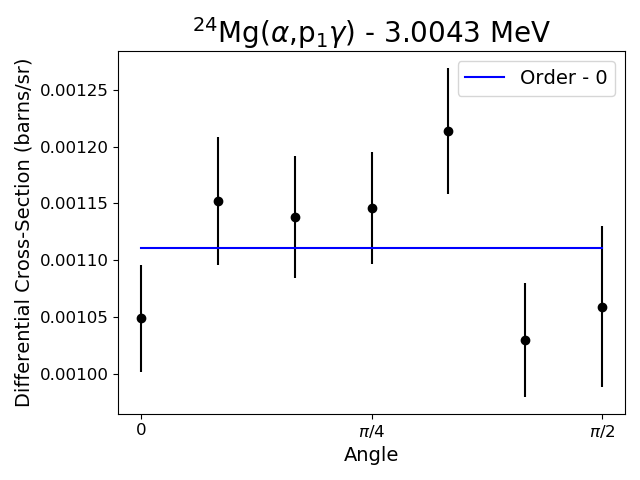 ²⁴Mg(α,p₁γ) - 3.0043 MeV
Order - 0
Differential Cross-Section (barns/sr)
0.00125
0.00120
0.00115
0.00110
0.00105
0.00100
0 π/4 π/2
Angle